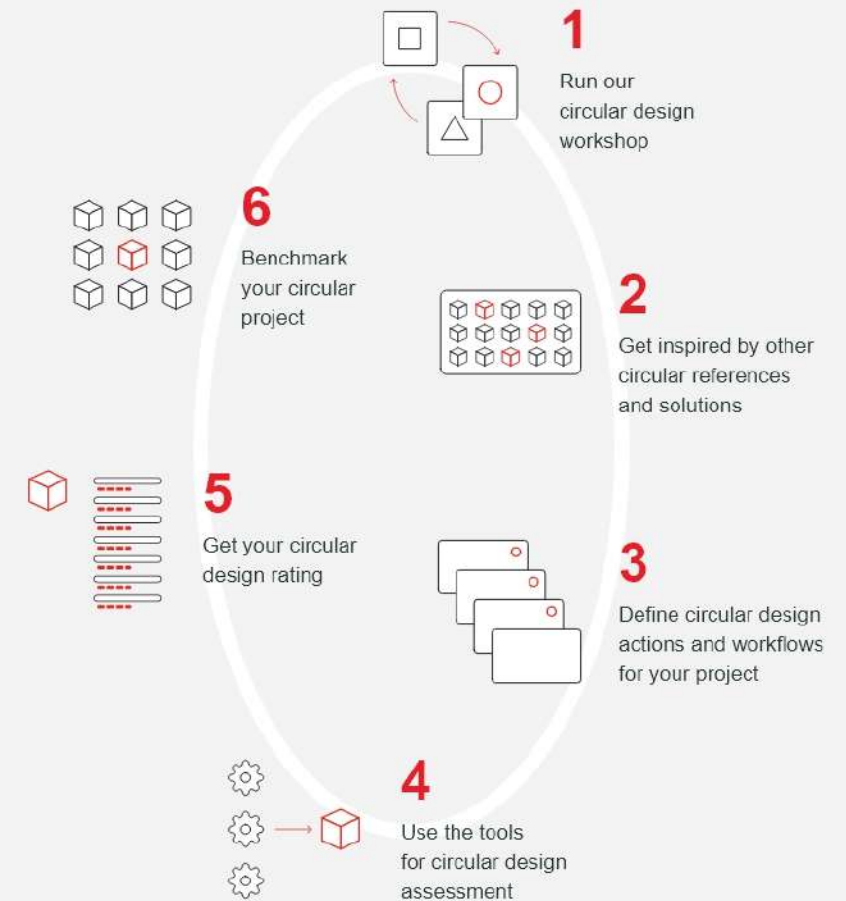 1
Run our
circular design
workshop
2
Get inspired by other
circular references
and solutions
3
Define circular design
actions and workflows
for your project
4
Use the tools
for circular design
assessment
5
Get your circular
design rating
6
Benchmark
your circular
project